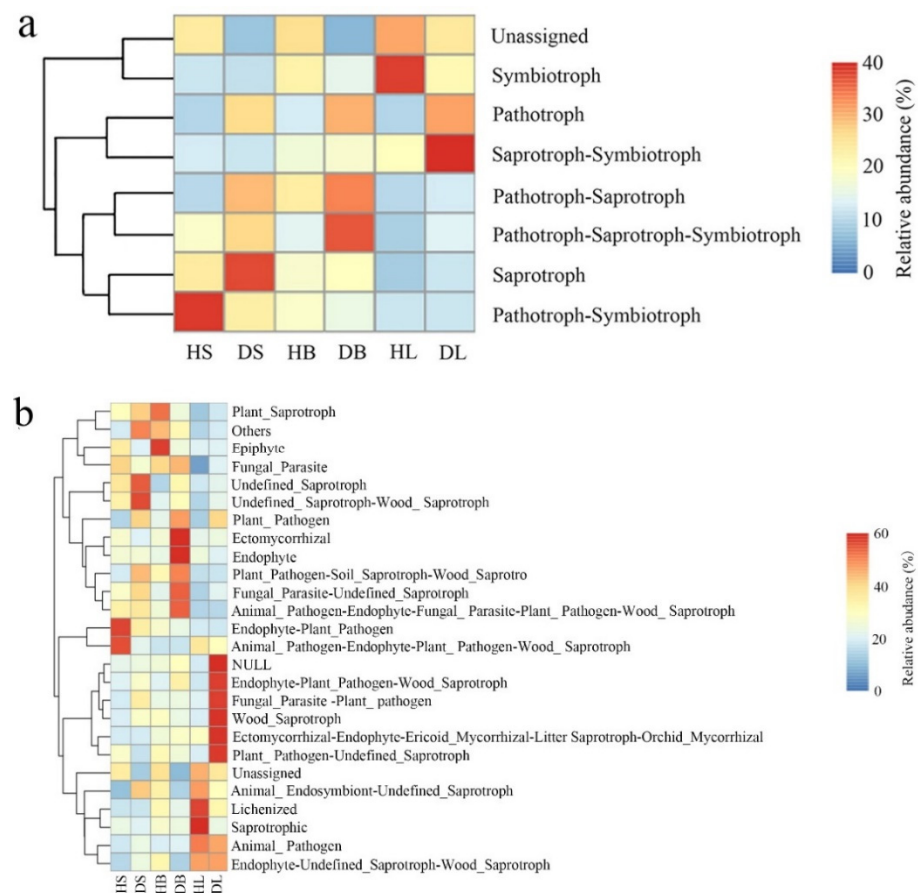 a
Unassigned
Symbiotroph
Pathotroph
Saprotroph-Symbiotroph
Pathotroph-Saprotroph
Pathotroph-Saprotroph-Symbiotroph
Saprotroph
Pathotroph-Symbiotroph
HS DS HB DB HL DL
40
30
20
10
0
Relative abundance (%)
b
Plant_Saprotroph
Others
Epiphyte
Fungal_Parasite
Undefined_Saprotroph
Undefined_ Saprotroph-Wood_ Saprotroph
Plant_ Pathogen
Ectomycorrhizal
Endophyte
Plant_Pathogen-Soil_Saprotroph-Wood_Saprotro
Fungal_Parasite-Undefined_Saprotroph
Animal_ Pathogen-Endophyte-Fungal_ Parasite-Plant_ Pathogen-Wood_ Saprotroph
Endophyte-Plant_Pathogen
Animal_ Pathogen-Endophyte-Plant_ Pathogen-Wood_ Saprotroph
NULL
Endophyte-Plant_Pathogen-Wood_Saprotroph
Fungal_Parasite -Plant_ pathogen
Wood_Saprotroph
Ectomycorrhizal-Endophyte-Ericoid_Mycorrhizal-Litter Saprotroph-Orchid_Mycorrhizal
Plant_ Pathogen-Undefined_Saprotroph
Unassigned
Animal_ Endosymbiont-Undefined_Saprotroph
Lichenized
Saprotrophic
Animal_ Pathogen
Endophyte-Undefined_Saprotroph-Wood_Saprotroph
HS DS HB DB HL DL
60
40
20
0
Relative abundance (%)